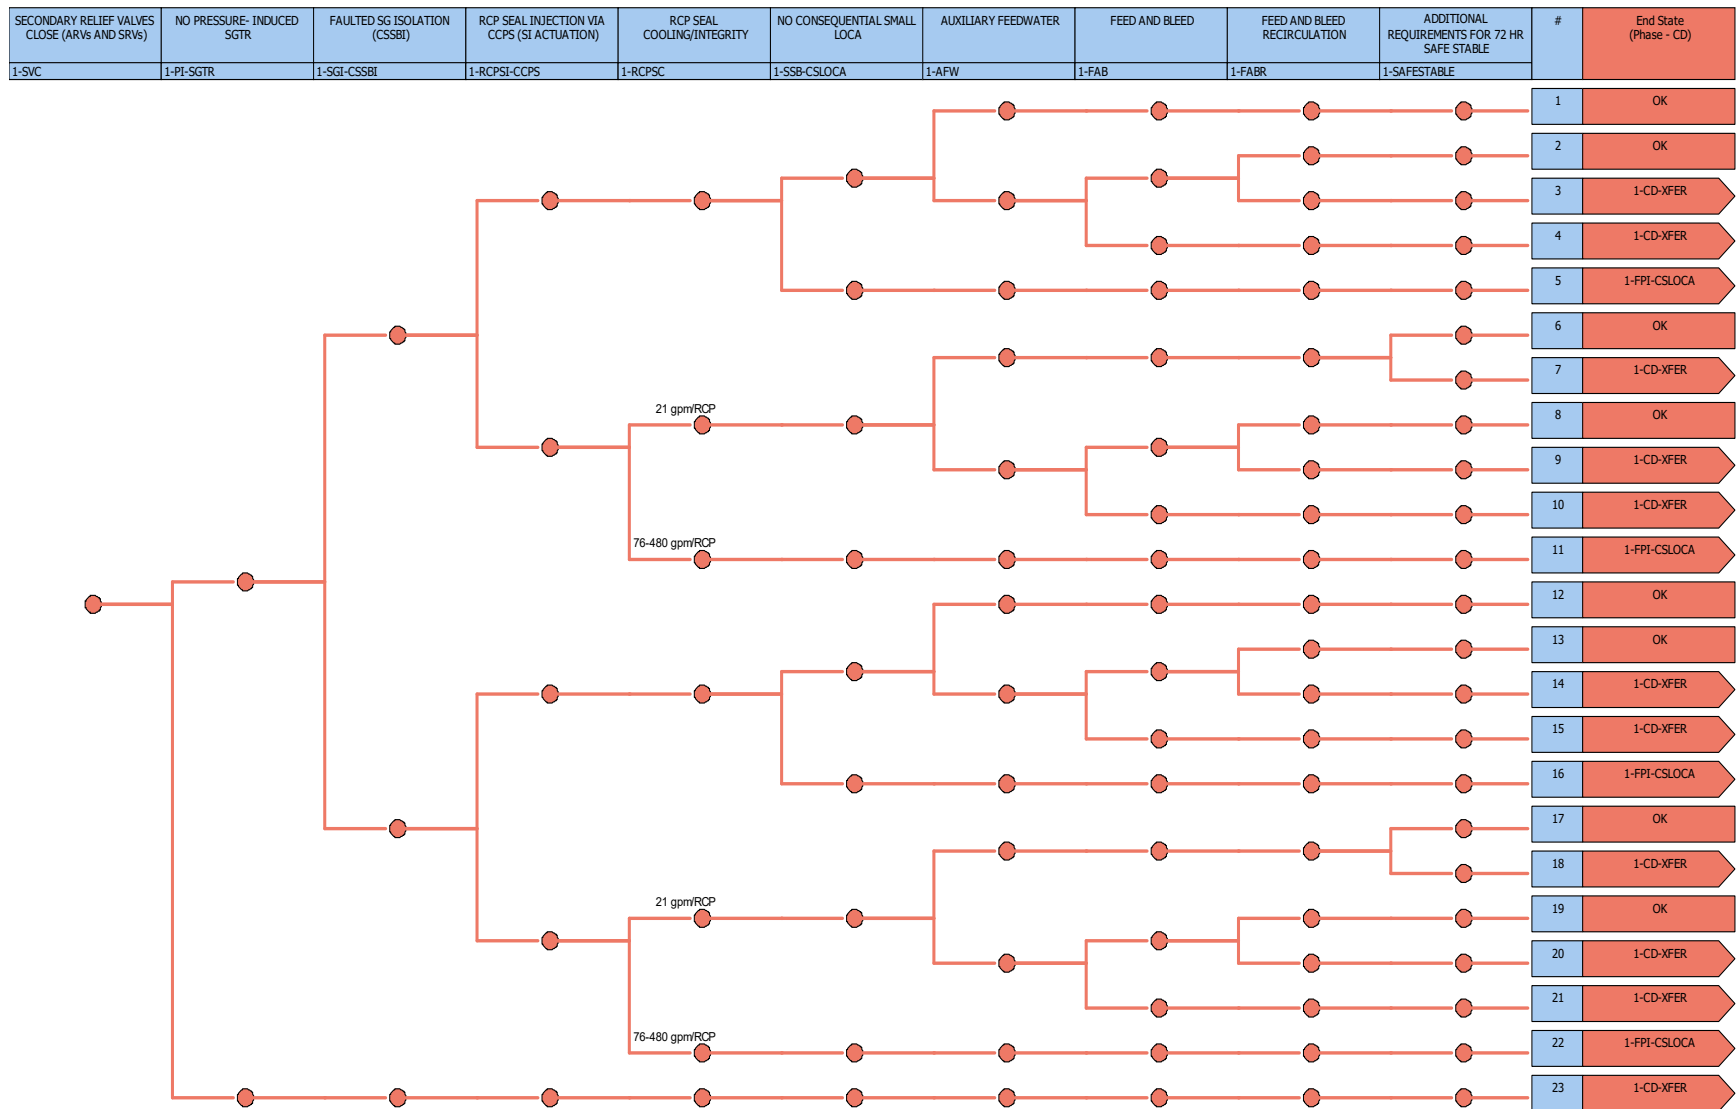 SECONDARY RELIEF VALVES
CLOSE (ARVs AND SRVs)
NO PRESSURE- INDUCED
SGTR
FAULTED SG ISOLATION
(CSSBI)
RCP SEAL INJECTION VIA
CCPS (SI ACTUATION)
RCP SEAL
COOLING/INTEGRITY
NO CONSEQUENTIAL SMALL
LOCA
AUXILIARY FEEDWATER
FEED AND BLEED
FEED AND BLEED
RECIRCULATION
ADDITIONAL
REQUIREMENTS FOR 72 HR
SAFE STABLE
#
End State
(Phase - CD)
1-SVC
1-PI-SGTR
1-SGI-CSSBI
1-RCPSI-CCPS
1-RCPSC
1-SSB-CSLOCA
1-AFW
1-FAB
1-FABR
1-SAFESTABLE
1 OK
2 OK
3 1-CD-XFER
4 1-CD-XFER
5 1-FPI-CSLOCA
6 OK
7 1-CD-XFER
21 gpm/RCP
8 OK
9 1-CD-XFER
10 1-CD-XFER
76-480 gpm/RCP
11 1-FPI-CSLOCA
12 OK
13 OK
14 1-CD-XFER
15 1-CD-XFER
16 1-FPI-CSLOCA
17 OK
18 1-CD-XFER
21 gpm/RCP
19 OK
20 1-CD-XFER
21 1-CD-XFER
76-480 gpm/RCP
22 1-FPI-CSLOCA
23 1-CD-XFER